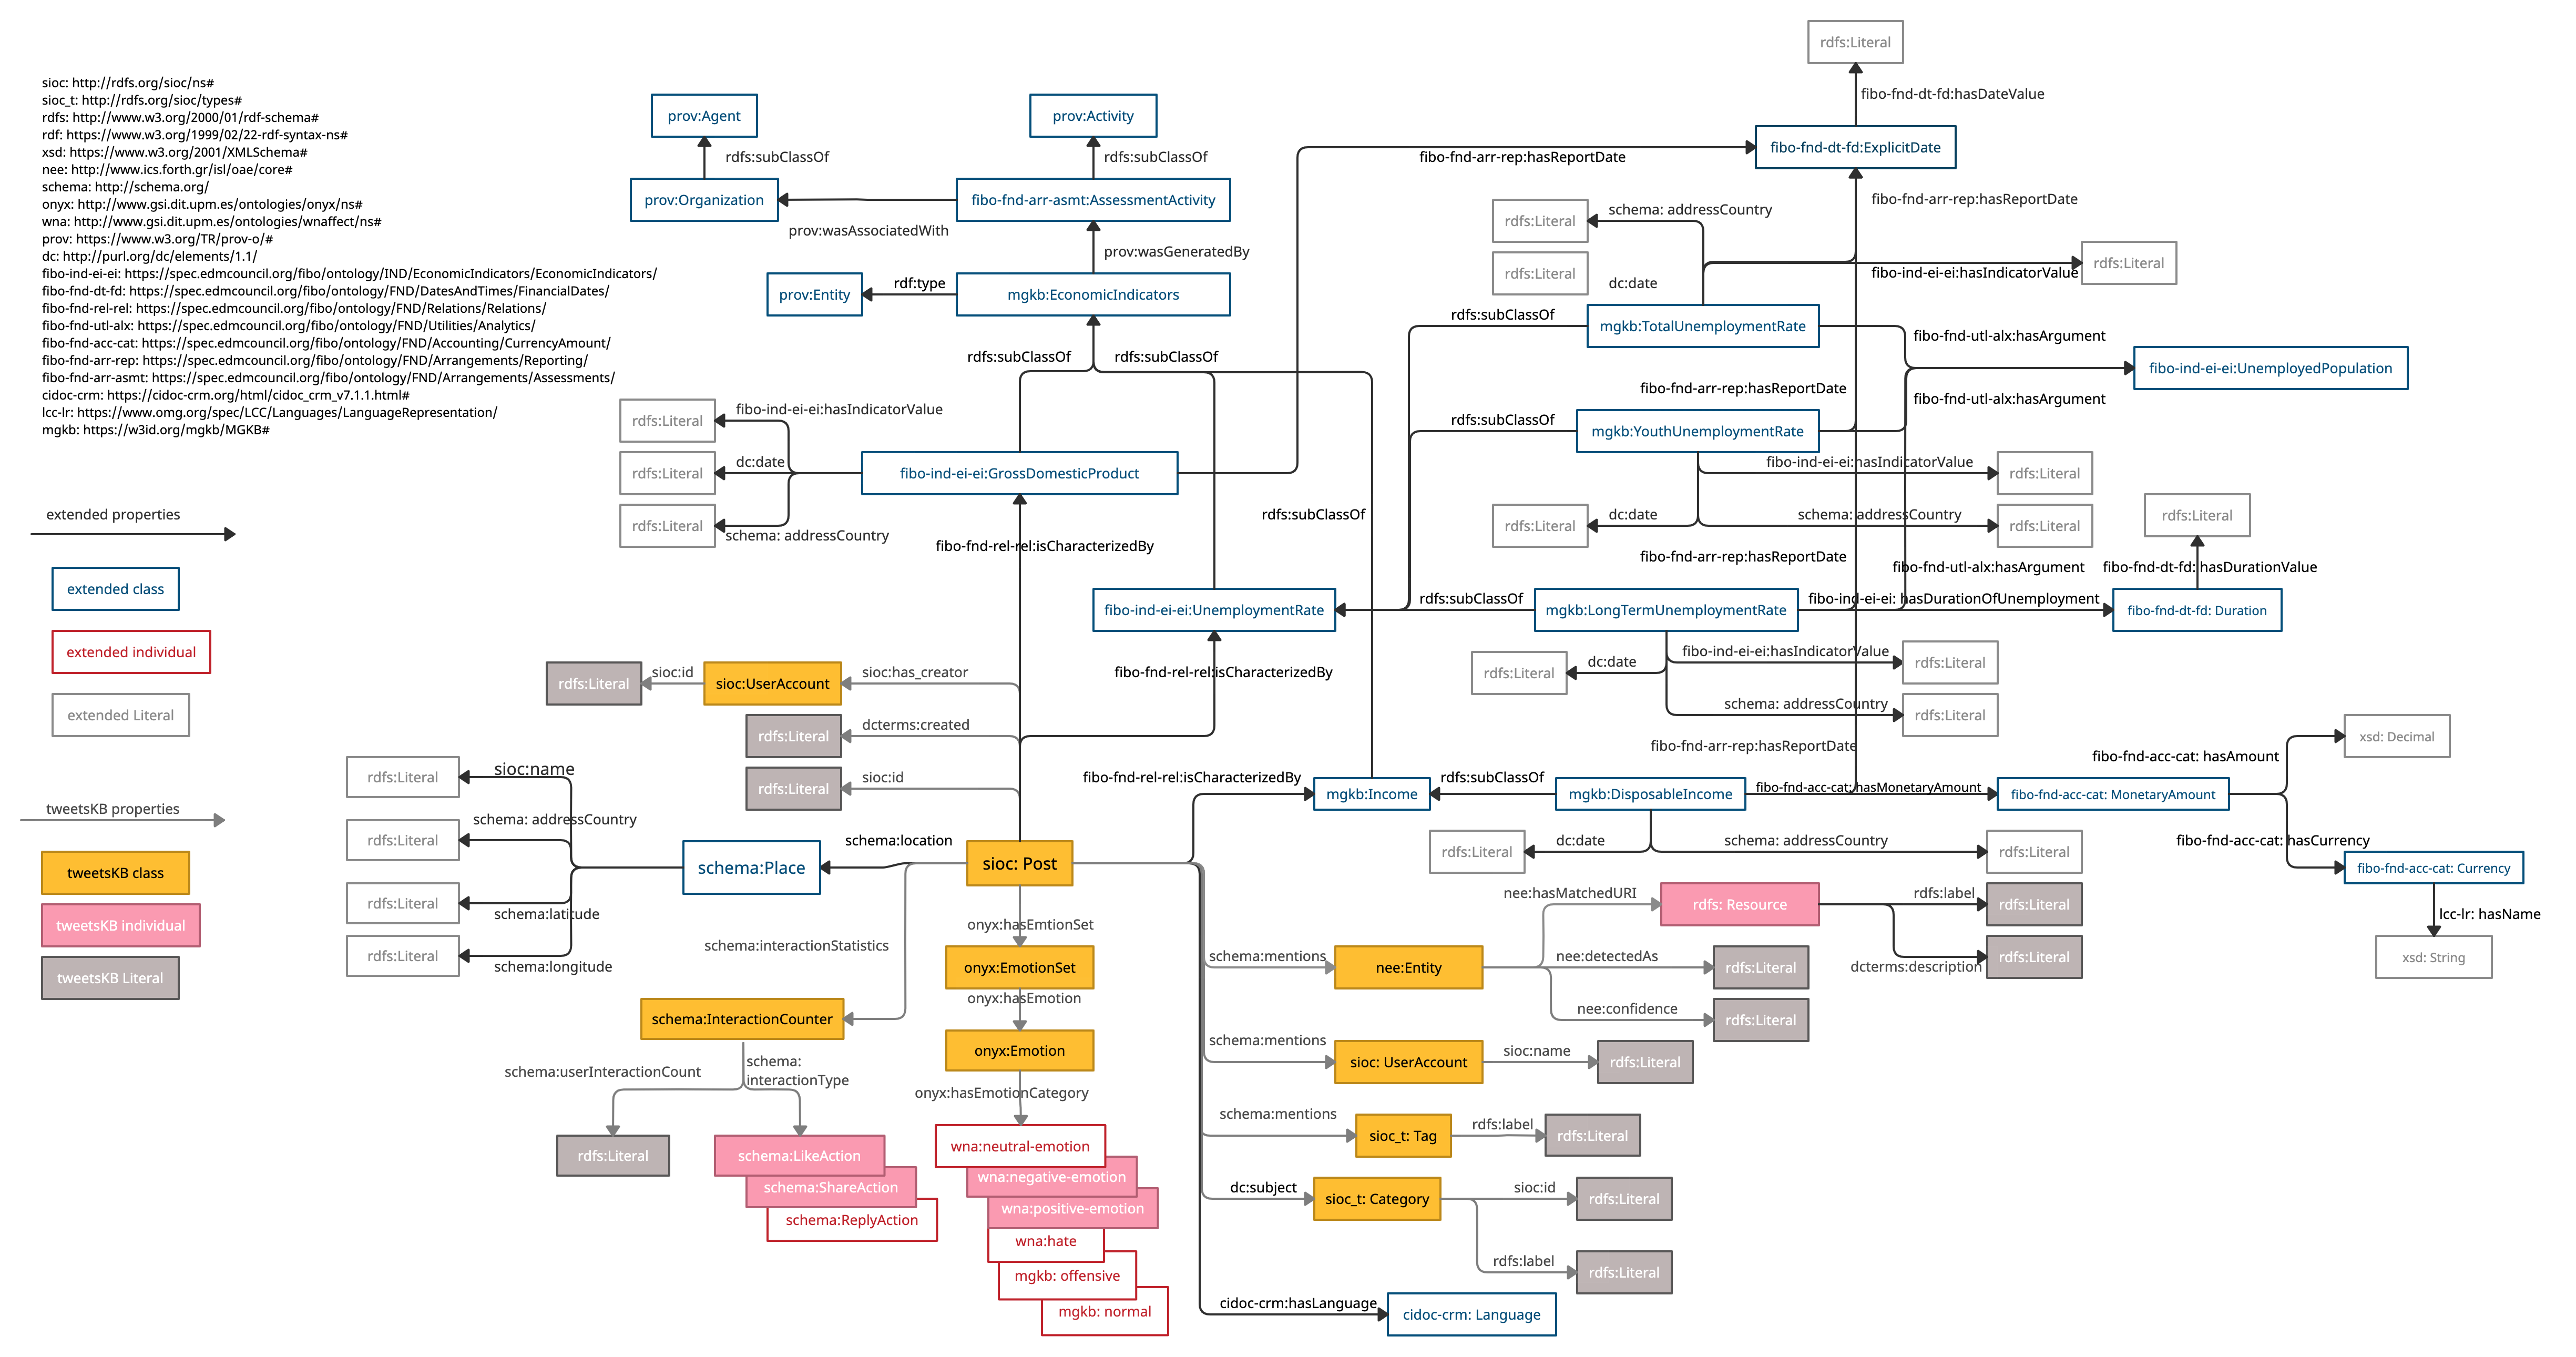 sioc: http://rdfs.org/sioc/ns#
sioc_t: http://rdfs.org/sioc/types#
rdfs: http://www.w3.org/2000/01/rdf-schema#
rdf: https://www.w3.org/1999/02/22-rdf-syntax-ns#
xsd: https://www.w3.org/2001/XMLSchema#
nee: http://www.ics.forth.gr/isl/oae/core#
schema: http://schema.org/
onyx: http://www.gsi.dit.upm.es/ontologies/onyx/ns#
wna: http://www.gsi.dit.upm.es/ontologies/wnaffect/ns#
prov: https://www.w3.org/TR/prov-o/#
dc: http://purl.org/dc/elements/1.1/
fibo-ind-ei-ei: https://spec.edmcouncil.org/fibo/ontology/IND/EconomicIndicators/EconomicIndicators/
fibo-fnd-dt-fd: https://spec.edmcouncil.org/fibo/ontology/FND/DatesAndTimes/FinancialDates/
fibo-fnd-rel-rel: https://spec.edmcouncil.org/fibo/ontology/FND/Relations/Relations/
fibo-fnd-utl-alx: https://spec.edmcouncil.org/fibo/ontology/FND/Utilities/Analytics/
fibo-fnd-acc-cat: https://spec.edmcouncil.org/fibo/ontology/FND/Accounting/CurrencyAmount/
fibo-fnd-arr-rep: https://spec.edmcouncil.org/fibo/ontology/FND/Arrangements/Reporting/
fibo-fnd-arr-asmt: https://spec.edmcouncil.org/fibo/ontology/FND/Arrangements/Assessments/
cidoc-crm: https://cidoc-crm.org/html/cidoc_crm_v7.1.1.html#
lcc-lr: https://www.omg.org/spec/LCC/Languages/LanguageRepresentation/
mgkb: https://w3id.org/mgkb/MGKB#
extended properties
extended class
extended individual
extended Literal
tweetsKB properties
tweetsKB class
tweetsKB individual
tweetsKB Literal
prov:Agent
prov:Activity
rdfs:subClassOf
rdfs:subClassOf
prov:Organization
fibo-fnd-arr-asmt:AssessmentActivity
prov:wasAssociatedWith
prov:wasGeneratedBy
prov:Entity
rdf:type
mgkb:EconomicIndicators
rdfs:subClassOf
rdfs:subClassOf
rdfs:Literal
fibo-ind-ei-ei:hasIndicatorValue
rdfs:Literal
dc:date
fibo-ind-ei-ei:GrossDomesticProduct
rdfs:Literal
schema: addressCountry
fibo-fnd-rel-rel:isCharacterizedBy
rdfs:subClassOf
fibo-ind-ei-ei:UnemploymentRate
fibo-fnd-rel-rel:isCharacterizedBy
rdfs:Literal
sioc:id
sioc:UserAccount
sioc:has_creator
rdfs:Literal
dcterms:created
rdfs:Literal
sioc:id
rdfs:Literal
fibo-fnd-dt-fd:hasDateValue
fibo-fnd-dt-fd:ExplicitDate
fibo-fnd-arr-rep:hasReportDate
fibo-fnd-arr-rep:hasReportDate
rdfs:Literal
schema: addressCountry
rdfs:Literal
dc:date
rdfs:Literal
fibo-ind-ei-ei:hasIndicatorValue
rdfs:subClassOf
mgkb:TotalUnemploymentRate
fibo-fnd-utl-alx:hasArgument
fibo-ind-ei-ei:UnemployedPopulation
fibo-fnd-arr-rep:hasReportDate
fibo-fnd-utl-alx:hasArgument
rdfs:subClassOf
mgkb:YouthUnemploymentRate
fibo-ind-ei-ei:hasIndicatorValue
rdfs:Literal
rdfs:Literal
dc:date
schema: addressCountry
rdfs:Literal
rdfs:Literal
fibo-fnd-arr-rep:hasReportDate
fibo-fnd-utl-alx:hasArgument
fibo-fnd-dt-fd: hasDurationValue
rdfs:subClassOf
mgkb:LongTermUnemploymentRate
fibo-ind-ei-ei: hasDurationOfUnemployment
fibo-fnd-dt-fd: Duration
rdfs:Literal
dc:date
fibo-ind-ei-ei:hasIndicatorValue
rdfs:Literal
schema: addressCountry
rdfs:Literal
fibo-fnd-arr-rep:hasReportDate
fibo-fnd-rel-rel:isCharacterizedBy
mgkb:Income
rdfs:subClassOf
mgkb:DisposableIncome
fibo-fnd-acc-cat: hasMonetaryAmount
fibo-fnd-acc-cat: MonetaryAmount
fibo-fnd-acc-cat: hasAmount
xsd: Decimal
fibo-fnd-acc-cat: hasCurrency
fibo-fnd-acc-cat: Currency
lcc-lr: hasName
xsd: String
rdfs:Literal
dc:date
schema: addressCountry
rdfs:Literal
rdfs:Literal
sioc:name
rdfs:Literal
schema: addressCountry
rdfs:Literal
schema:latitude
rdfs:Literal
schema:longitude
schema:Place
schema:location
sioc: Post
schema:interactionStatistics
schema:InteractionCounter
schema:userInteractionCount
schema:
interactionType
rdfs:Literal
schema:LikeAction
schema:ShareAction
schema:ReplyAction
onyx:hasEmtionSet
onyx:EmotionSet
onyx:hasEmotion
onyx:Emotion
onyx:hasEmotionCategory
wna:neutral-emotion
wna:negative-emotion
wna:positive-emotion
wna:hate
mgkb: offensive
mgkb: normal
schema:mentions
nee:Entity
nee:hasMatchedURI
rdfs: Resource
rdfs:label
rdfs:Literal
dcterms:description
rdfs:Literal
nee:detectedAs
rdfs:Literal
nee:confidence
rdfs:Literal
schema:mentions
sioc: UserAccount
sioc:name
rdfs:Literal
schema:mentions
sioc_t: Tag
rdfs:label
rdfs:Literal
dc:subject
sioc_t: Category
sioc:id
rdfs:Literal
rdfs:label
rdfs:Literal
cidoc-crm:hasLanguage
cidoc-crm: Language